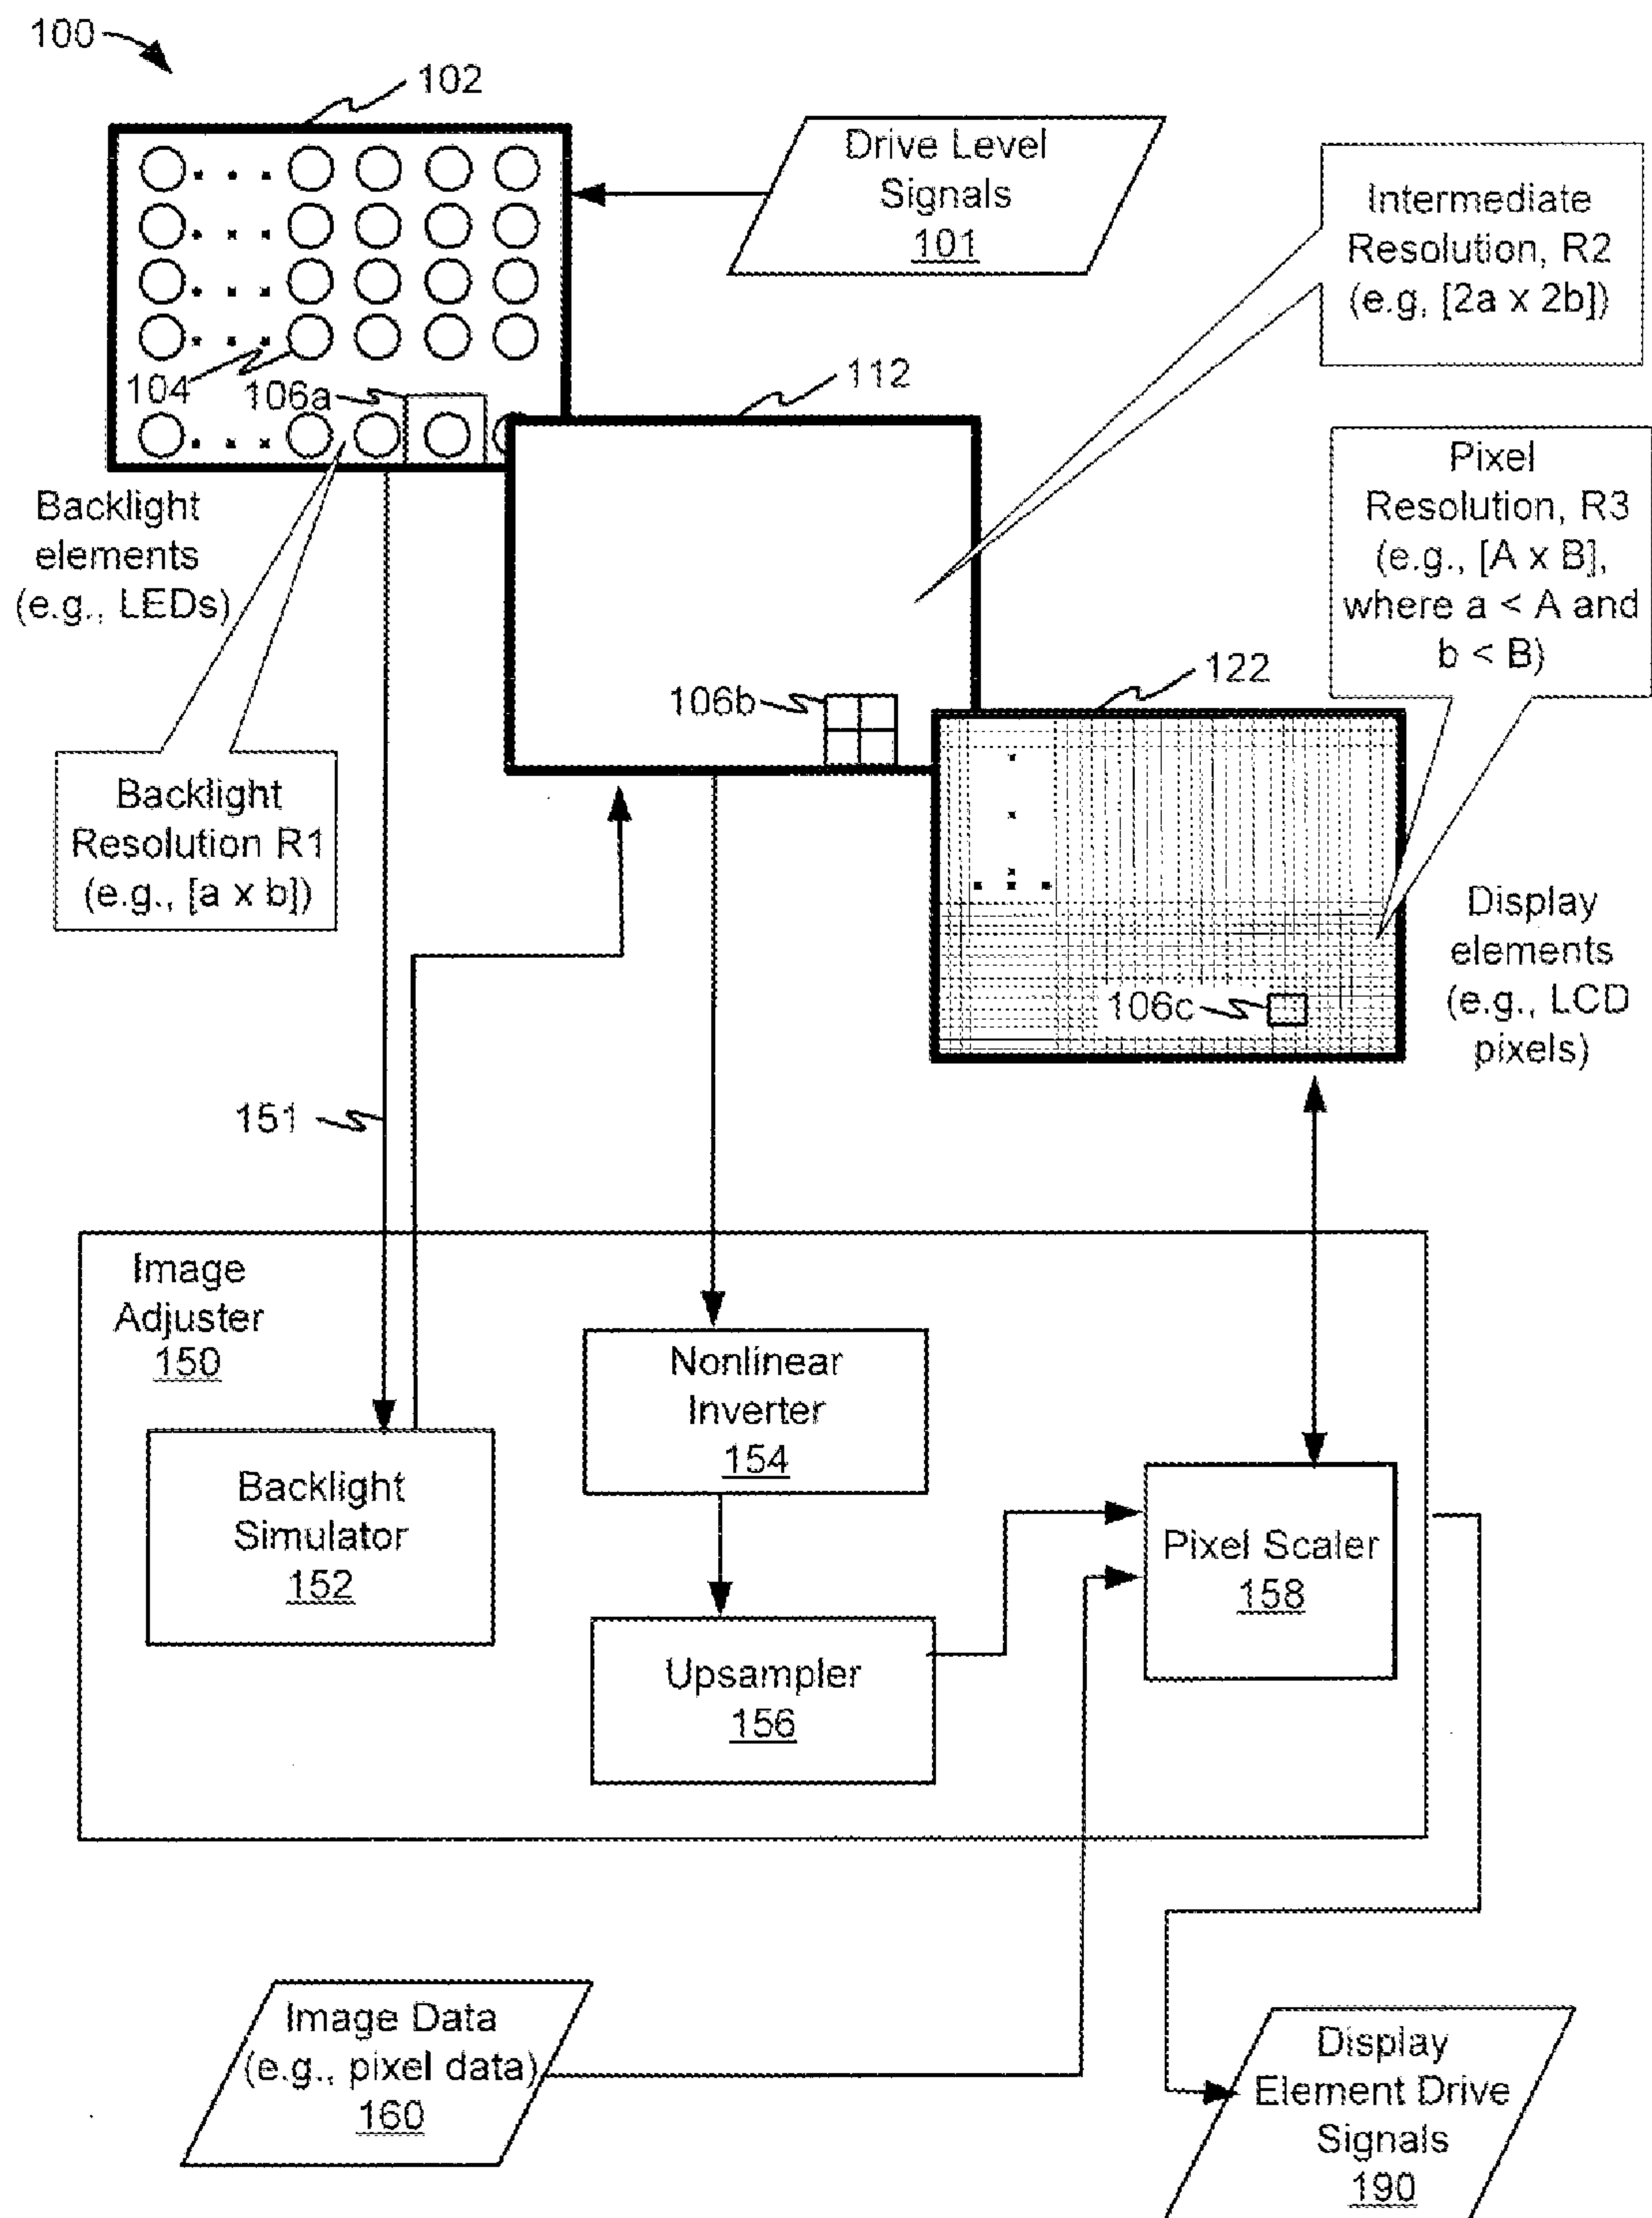 100
102
Drive Level
Signals
101
Intermediate
Resolution, R2
(e.g, [2a x 2b])
104
106a
112
Backlight
elements
(e.g., LEDs)
Pixel
Resolution, R3
(e.g., [A x B],
where a < A and
b < B)
106b
122
Backlight
Resolution R1
(e.g., [a x b])
Display
elements
(e.g., LCD
pixels)
106c
151
Image
Adjuster
150
Nonlinear
Inverter
154
Backlight
Simulator
152
Pixel Scaler
158
Upsampler
156
Image Data
(e.g., pixel data)
160
Display
Element Drive
Signals
190